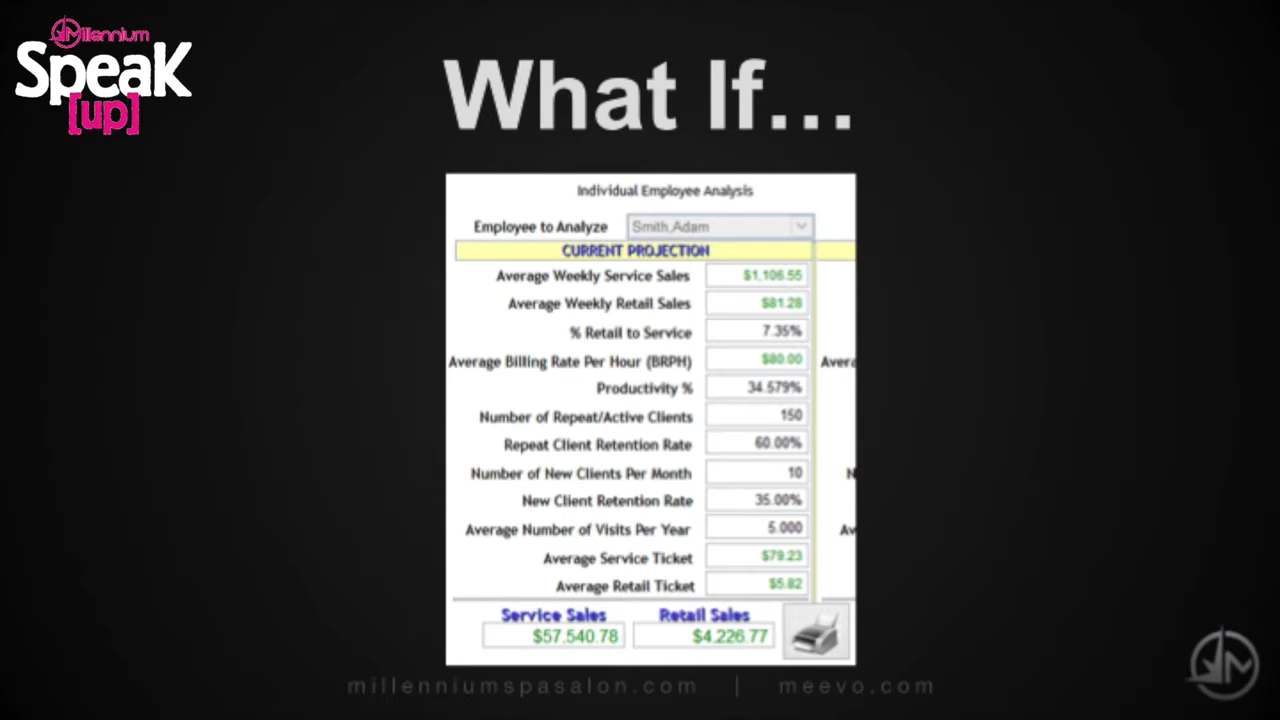 Millennium
Speak
[up]
What If...
Individual Employee Analysis
Employee to Analyze Smith,Adam
CURRENT PROJECTION
Average Weekly Service Sales $1,106.55
Average Weekly Retail Sales $81.28
% Retail to Service 7.35%
Average Billing Rate Per Hour (BRPH) $80.00 Avera
Productivity % 34.579%
Number of Repeat/Active Clients 150
Repeat Client Retention Rate 60.00%
Number of New Clients Per Month 10 N
New Client Retention Rate 35.00%
Average Number of Visits Per Year 5.000 Av
Average Service Ticket $79.23
Average Retail Ticket $5.82
Service Sales Retail Sales
$57,540.78 $4,226.77
millenniumspasalon.com | meevo.com